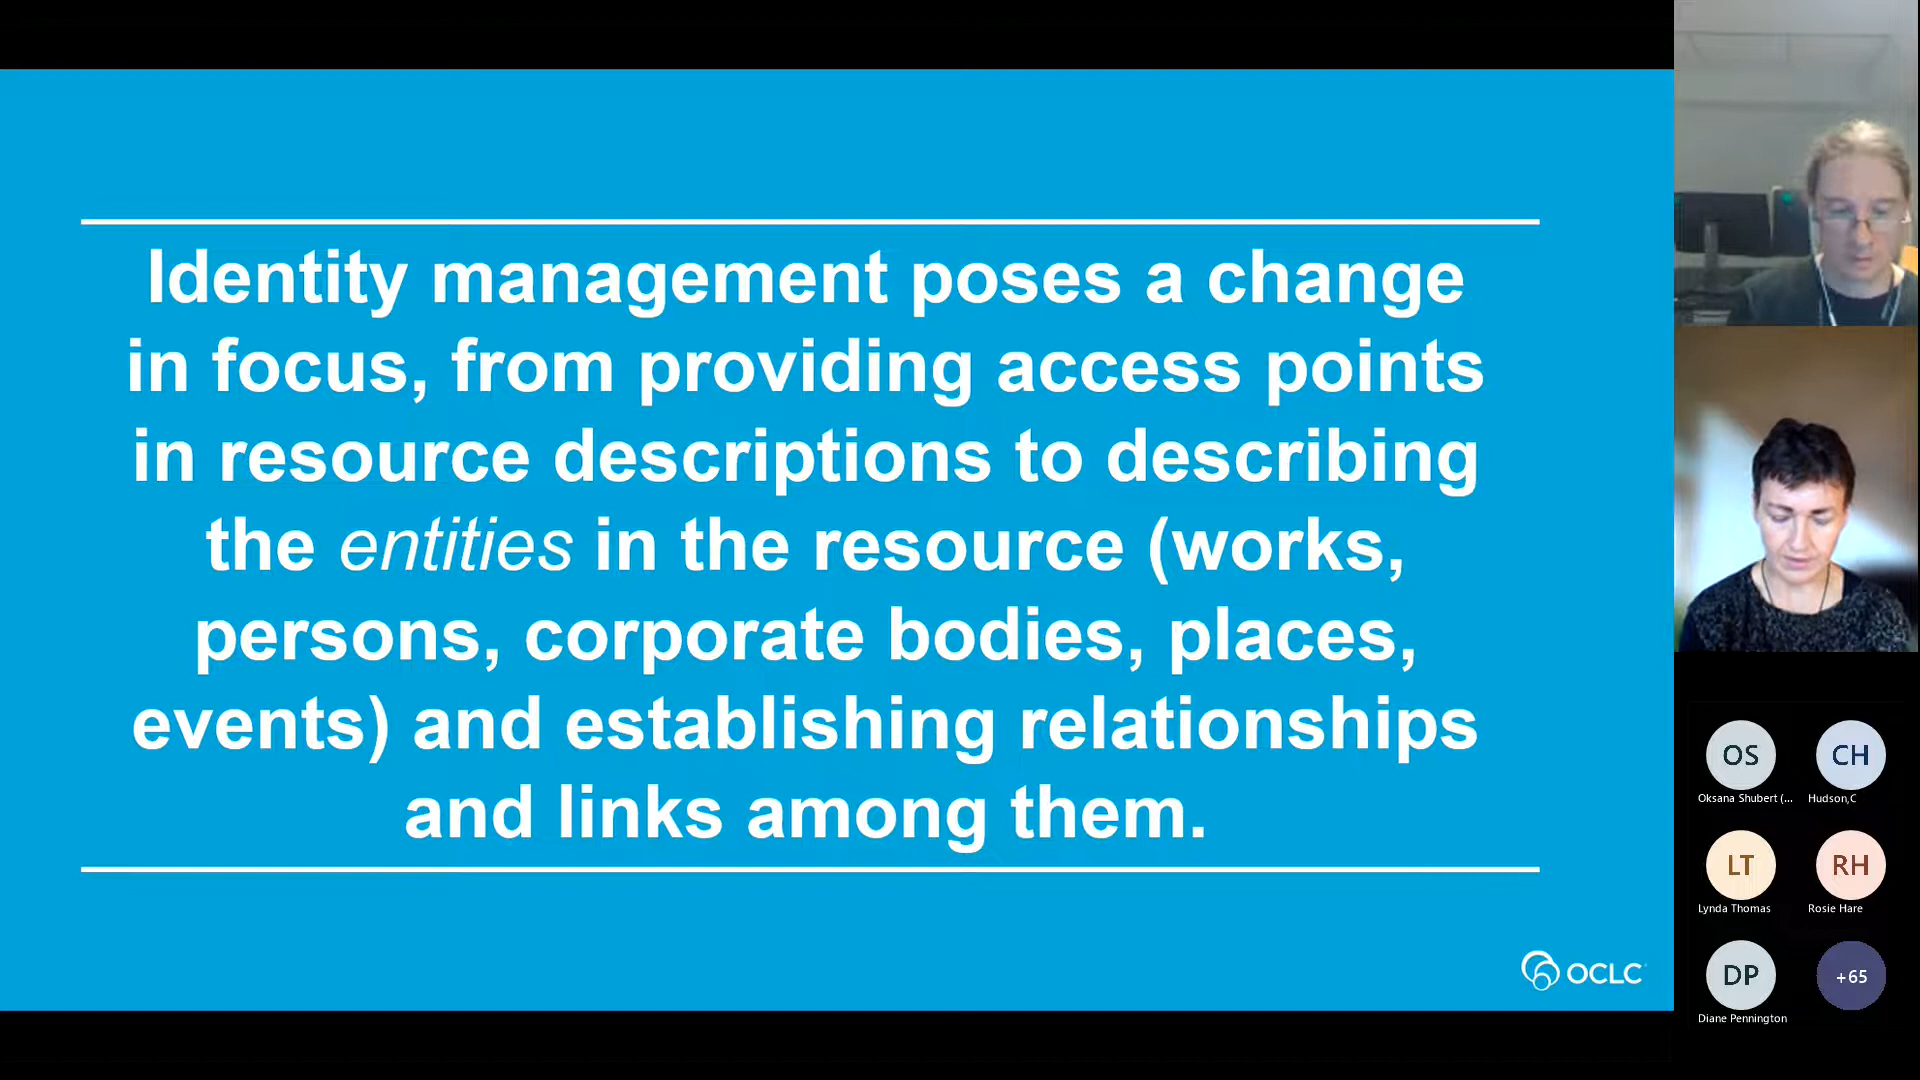 Identity management poses a change
in focus, from providing access points
in resource descriptions to describing
the entities in the resource (works,
persons, corporate bodies, places,
events) and establishing relationships
and links among them.
OCLC
OS
CH
Oksana Shubert (...
Hudson,C
LT
RH
Lynda Thomas
Rosie Hare
DP
+65
Diane Pennington